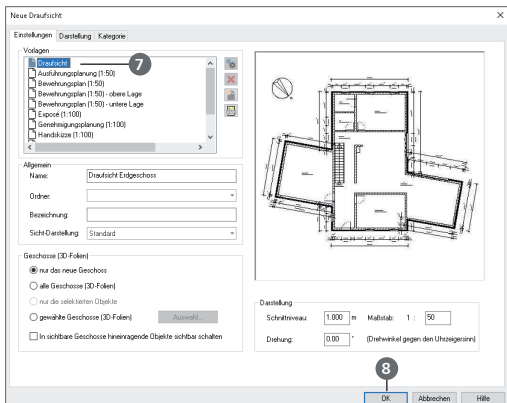 Neue Draufsicht
Einstellungen Darstellung Kategorie
Vorlagen
Draufsicht
7
Ausführungsplanung (1:50)
Bewehrungsplan (1:50)
Bewehrungsplan (1:50) - obere Lage
Bewehrungsplan (1:50) - untere Lage
Exposé (1:100)
Genehmigungsplanung (1:100)
Handskizze (1:100)
Allgemein
Name: Draufsicht Erdgeschoss
Ordner:
Bezeichnung:
Sicht-Darstellung: Standard
Geschosse (3D-Folien)
nur das neue Geschoss
alle Geschosse (3D-Folien)
nur die selektierten Objekte
gewählte Geschosse (3D-Folien) Auswahl...
In sichtbare Geschosse hineinragende Objekte sichtbar schalten
Darstellung
Schnittniveau: 1.000 m Maßstab: 1 : 50
Drehung: 0.00 ° (Drehwinkel gegen den Uhrzeigersinn)
8
OK Abbrechen Hilfe